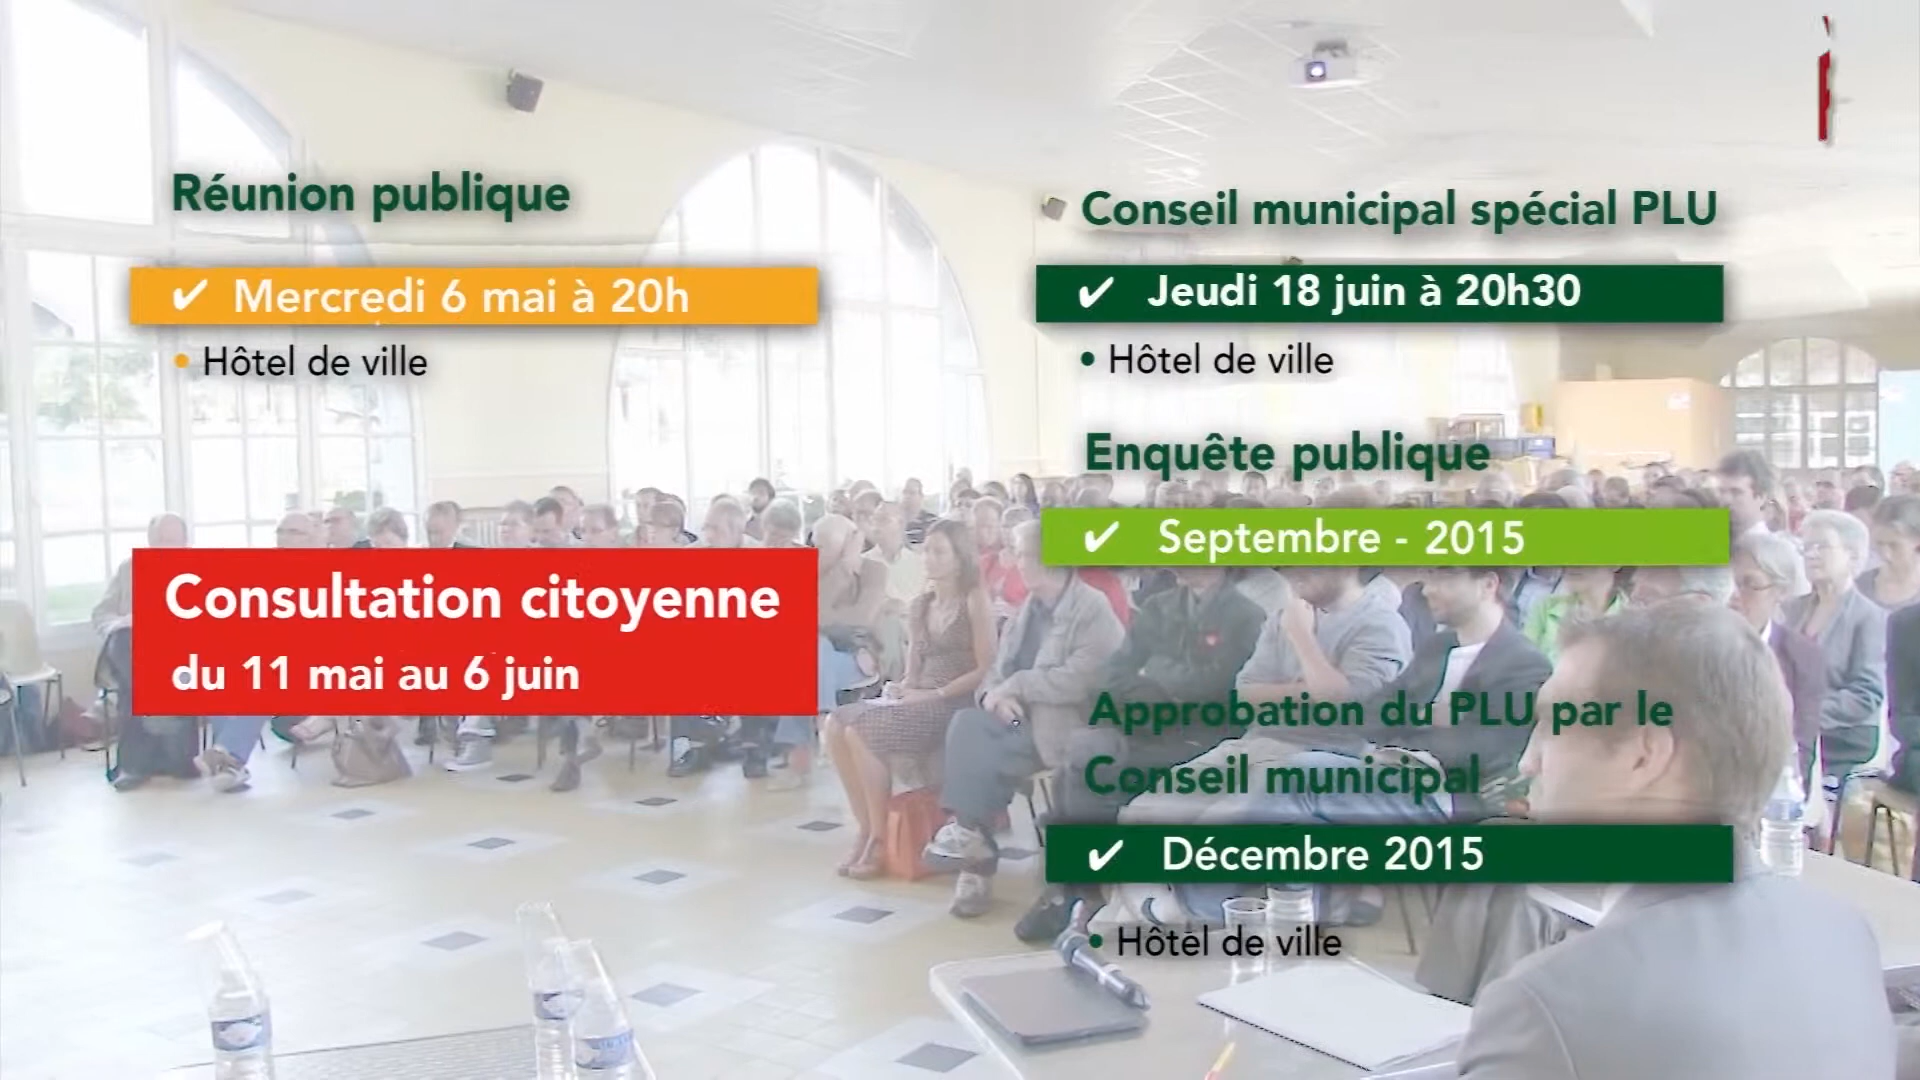 Réunion publique
✔ Mercredi 6 mai à 20h
• Hôtel de ville
Consultation citoyenne
du 11 mai au 6 juin
Conseil municipal spécial PLU
✔ Jeudi 18 juin à 20h30
• Hôtel de ville
Enquête publique
✔ Septembre - 2015
Approbation du PLU par le
Conseil municipal
✔ Décembre 2015
• Hôtel de ville